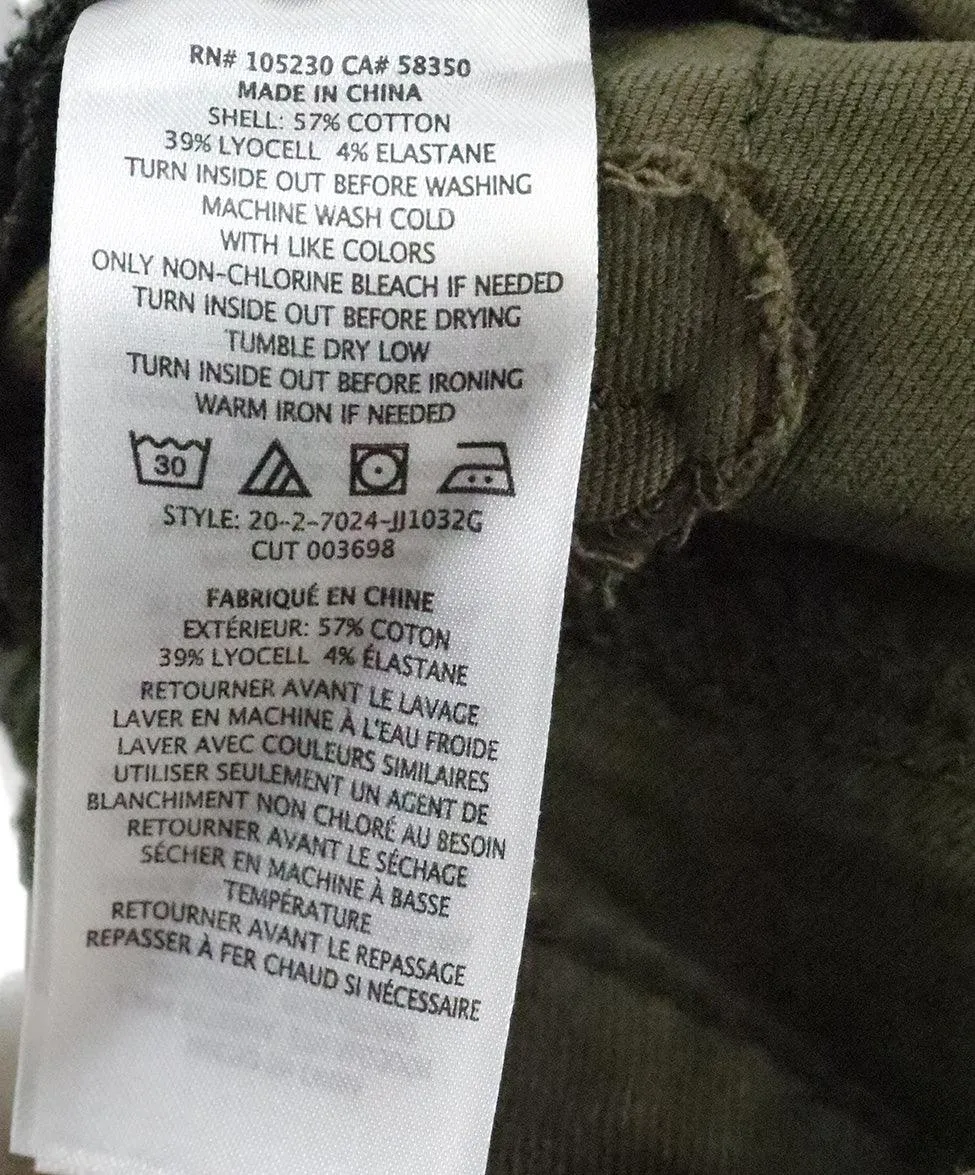 RN# 105230 CA# 58350
MADE IN CHINA
SHELL: 57% COTTON
39% LYOCELL 4% ELASTANE
TURN INSIDE OUT BEFORE WASHING
MACHINE WASH COLD
WITH LIKE COLORS
ONLY NON-CHLORINE BLEACH IF NEEDED
TURN INSIDE OUT BEFORE DRYING
TUMBLE DRY LOW
TURN INSIDE OUT BEFORE IRONING
WARM IRON IF NEEDED
30
STYLE: 20-2-7024-JJ1032G
CUT 003698
FABRIQUÉ EN CHINE
EXTÉRIEUR: 57% COTON
39% LYOCELL 4% ÉLASTANE
RETOURNER AVANT LE LAVAGE
LAVER EN MACHINE À L'EAU FROIDE
LAVER AVEC COULEURS SIMILAIRES
UTILISER SEULEMENT UN AGENT DE
BLANCHIMENT NON CHLORÉ AU BESOIN
RETOURNER AVANT LE SÉCHAGE
SÉCHER EN MACHINE À BASSE
TEMPÉRATURE
RETOURNER AVANT LE REPASSAGE
REPASSER À FER CHAUD SI NÉCESSAIRE